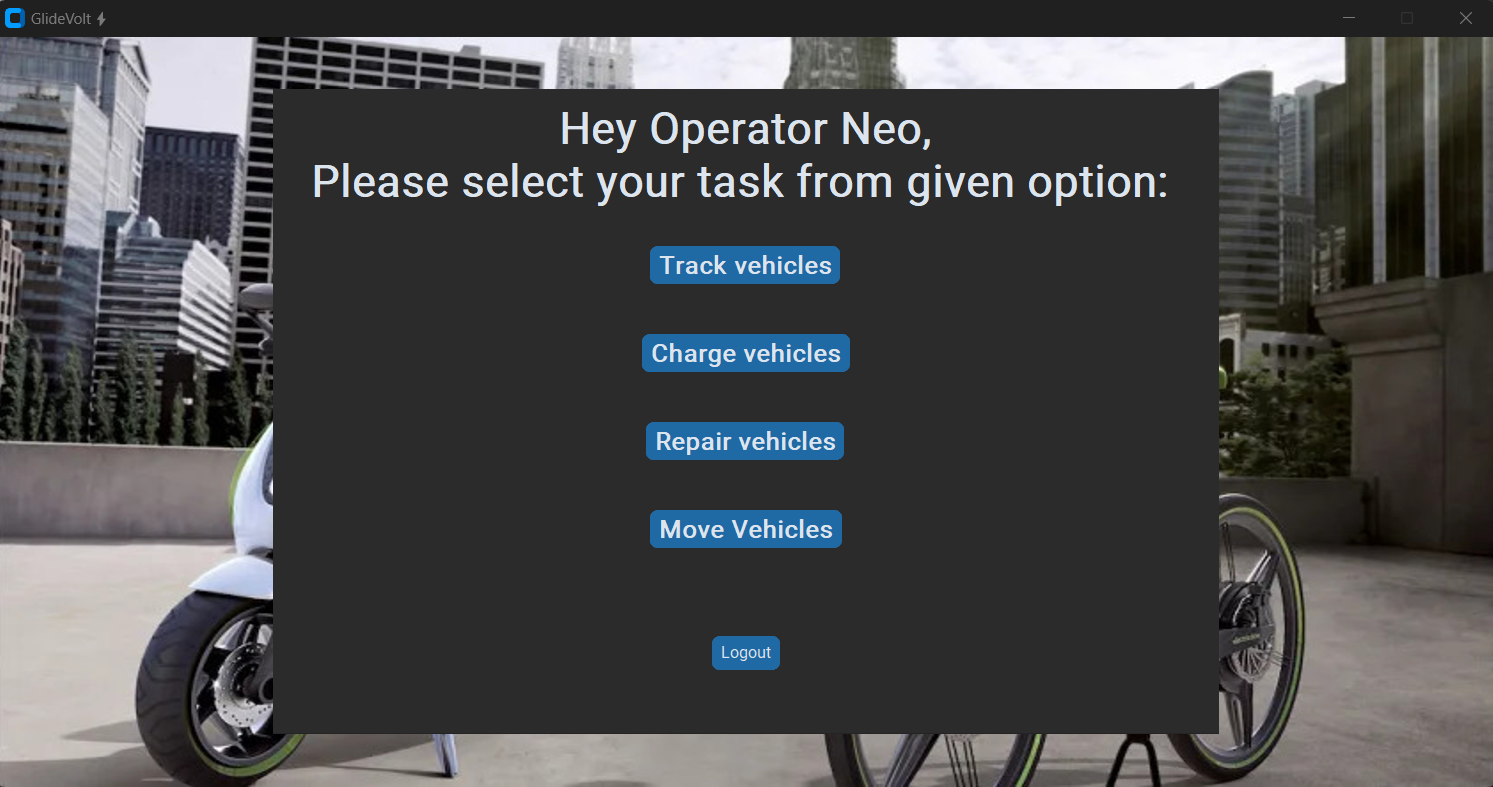 GlideVolt
Hey Operator Neo,
Please select your task from given option:
Track vehicles
Charge vehicles
Repair vehicles
Move Vehicles
Logout